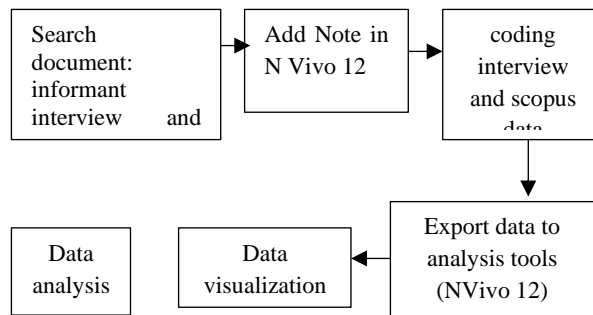 Search
document:
informant
interview and
Add Note in
N Vivo 12
coding
interview
and scopus
data
Export data to
analysis tools
(NVivo 12)
Data
visualization
Data
analysis